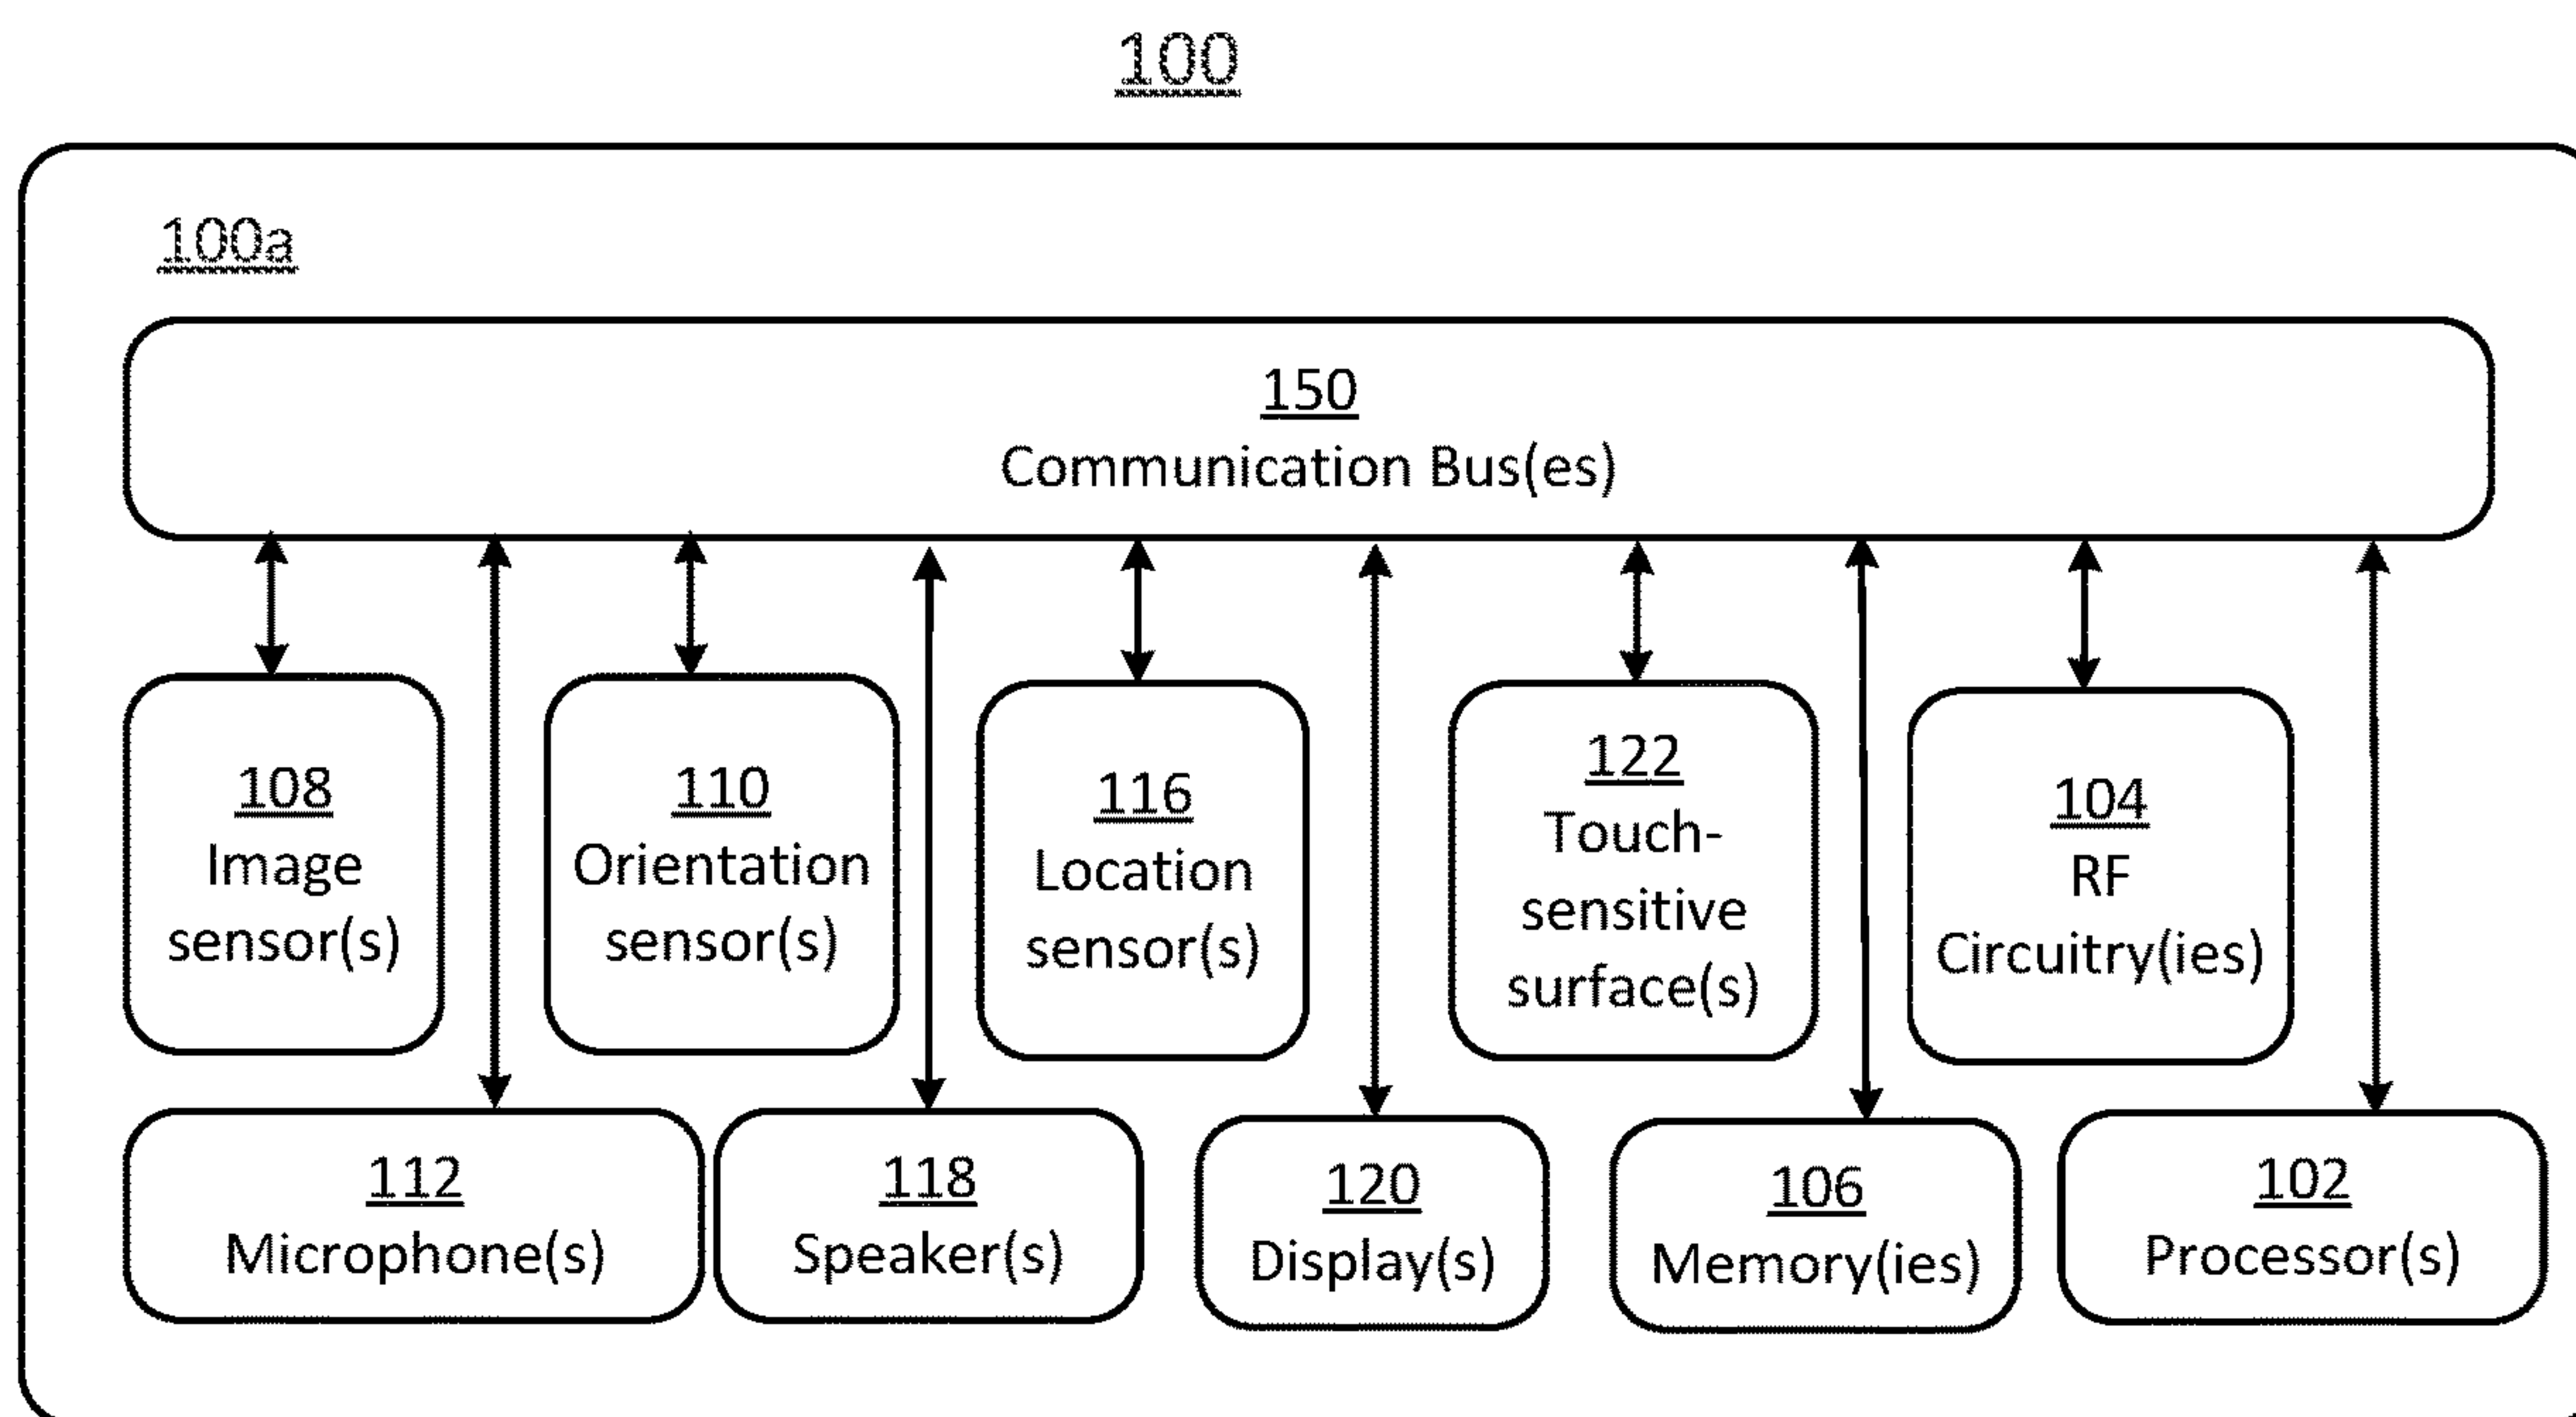 100
100a
150
Communication Bus(es)
108
Image
sensor(s)
110
Orientation
sensor(s)
116
Location
sensor(s)
122
Touch-
sensitive
surface(s)
104
RF
Circuitry(ies)
112
Microphone(s)
118
Speaker(s)
120
Display(s)
106
Memory(ies)
102
Processor(s)